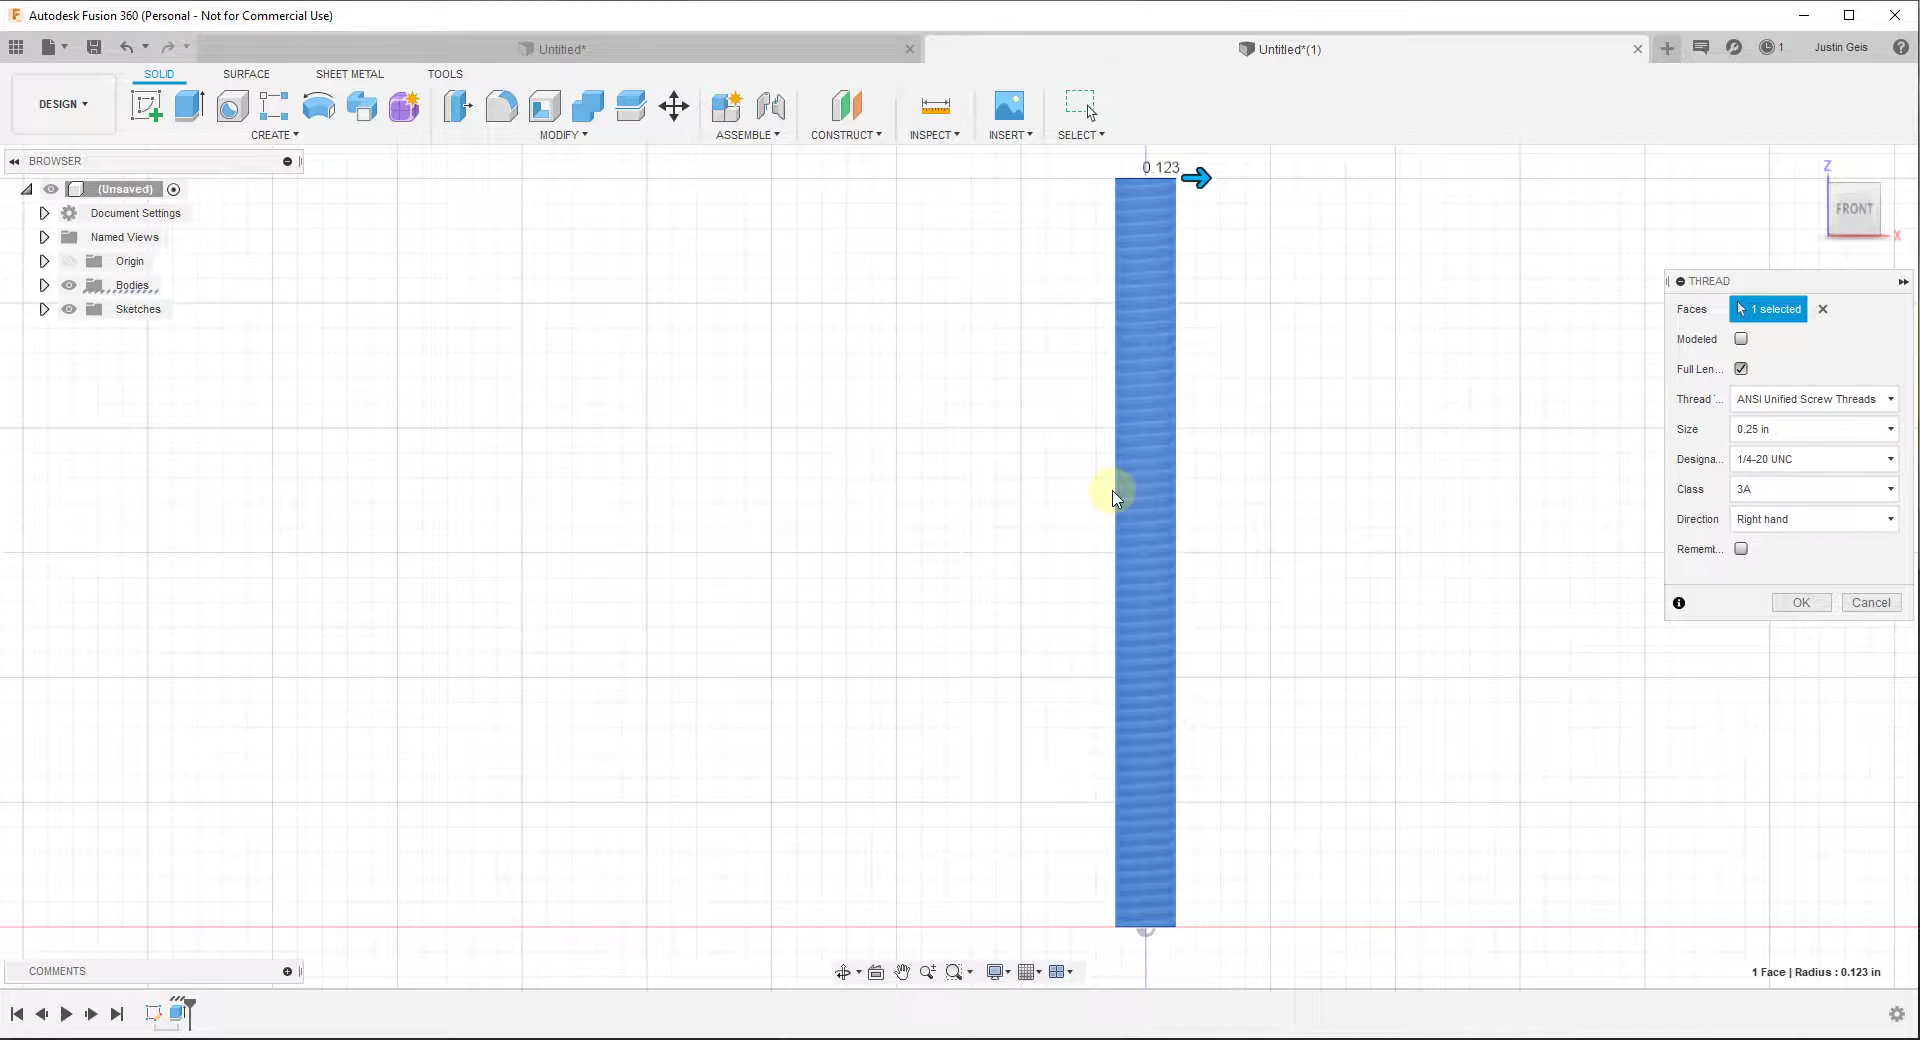 Autodesk Fusion 360 (Personal - Not for Commercial Use)
Untitled*
Untitled*(1)
1
Justin Geis
DESIGN
SOLID
SURFACE
SHEET METAL
TOOLS
CREATE
MODIFY
ASSEMBLE
CONSTRUCT
INSPECT
INSERT
SELECT
BROWSER
(Unsaved)
Document Settings
Named Views
Origin
Bodies
Sketches
0.123
Z
FRONT
X
THREAD
Faces
1 selected
Modeled
Full Len...
Thread ...
ANSI Unified Screw Threads
Size
0.25 in
Designa...
1/4-20 UNC
Class
3A
Direction
Right hand
Rememt...
OK
Cancel
COMMENTS
1 Face | Radius : 0.123 in